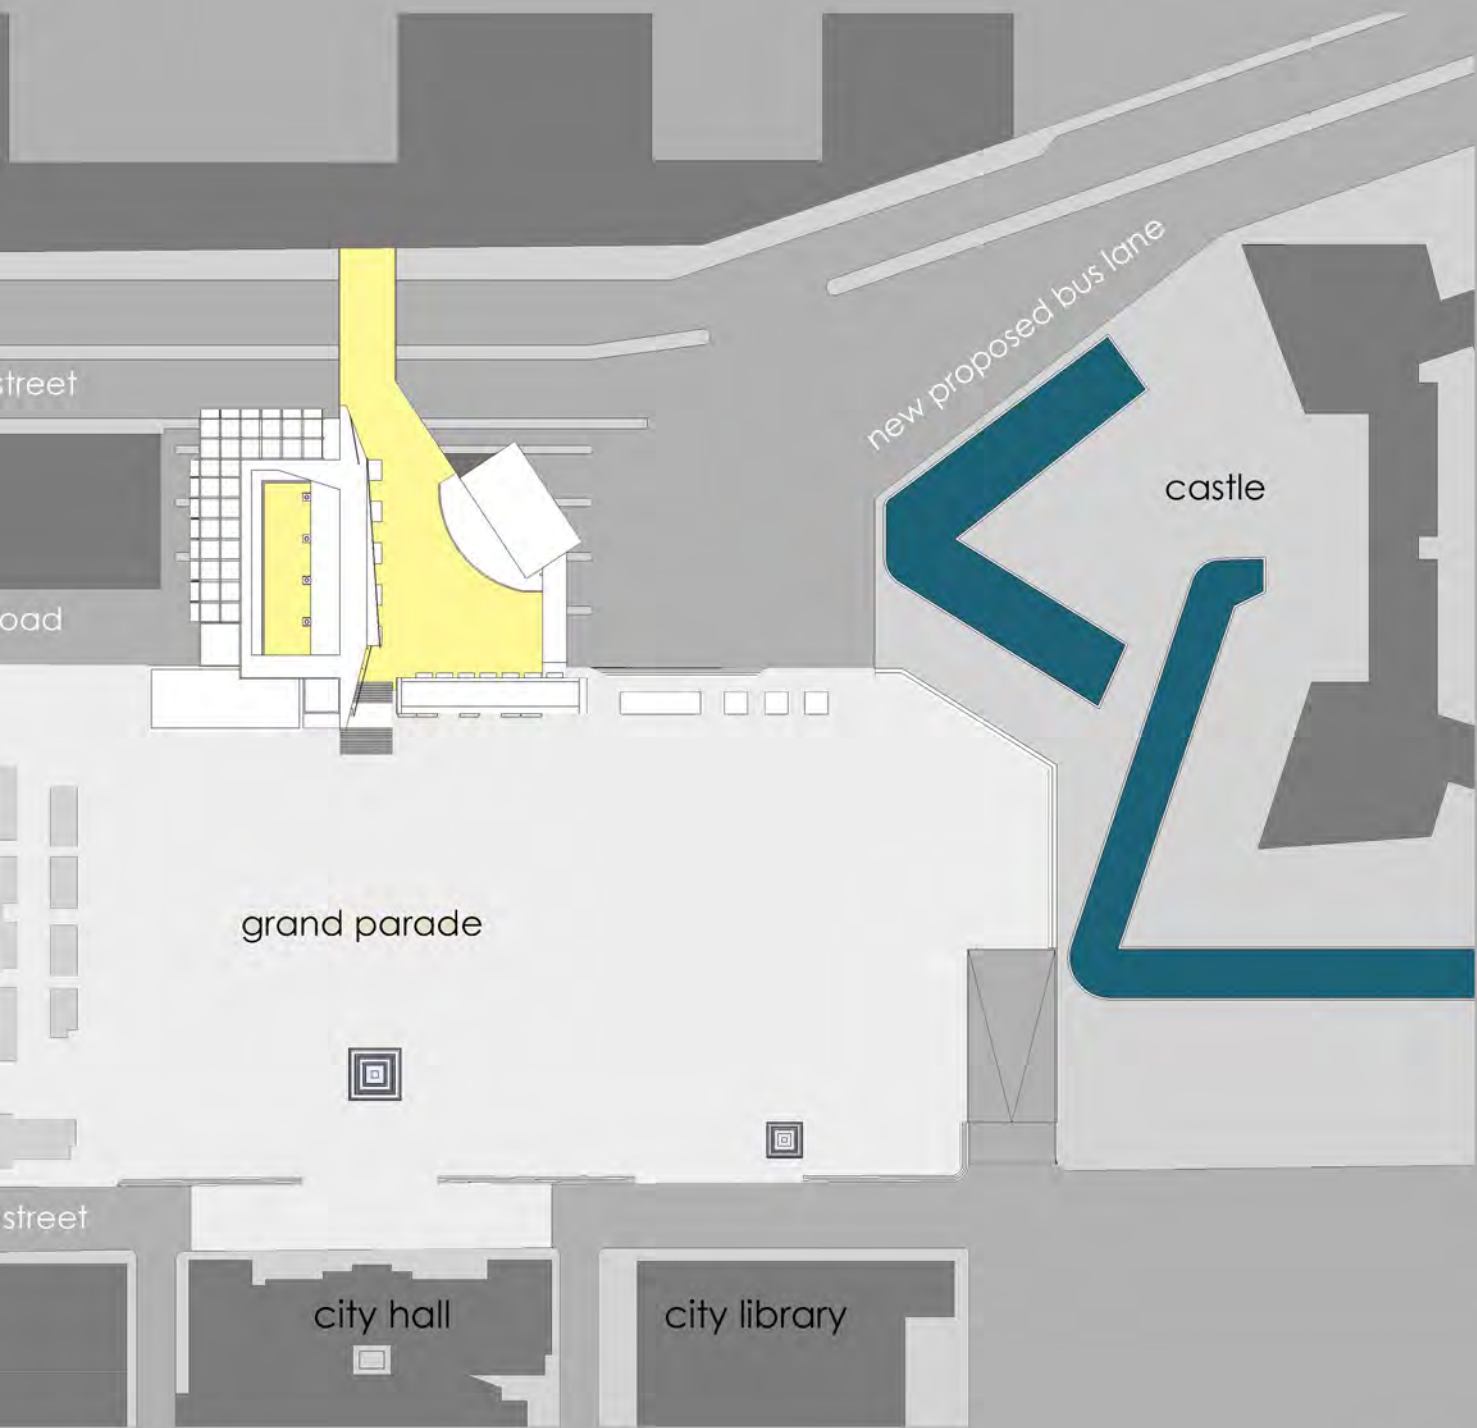 new proposed bus lane
street
castle
oad
grand parade
street
city hall
city library